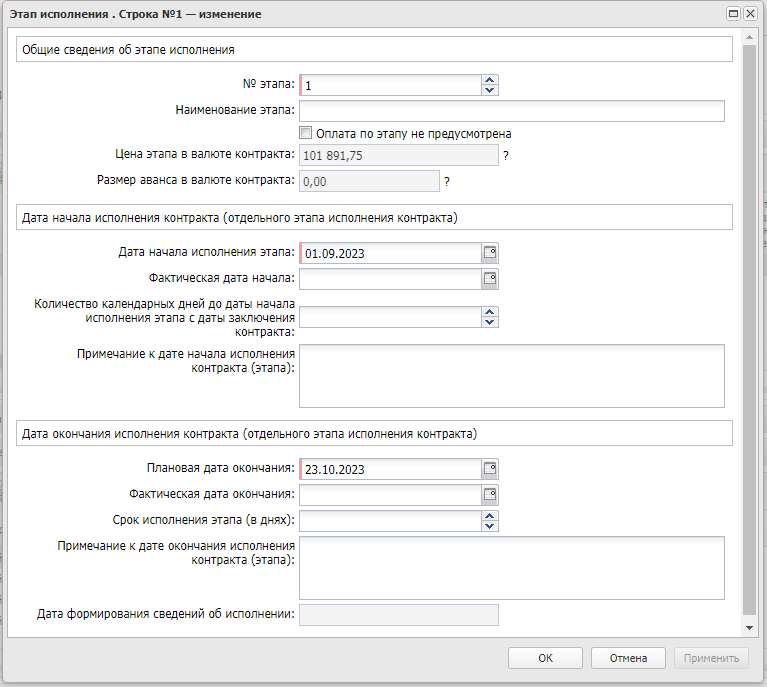 Этап исполнения . Строка №1 — изменение
Общие сведения об этапе исполнения
№ этапа: 1
Наименование этапа:
Оплата по этапу не предусмотрена
Цена этапа в валюте контракта: 101 891,75 ?
Размер аванса в валюте контракта: 0,00 ?
Дата начала исполнения контракта (отдельного этапа исполнения контракта)
Дата начала исполнения этапа: 01.09.2023
Фактическая дата начала:
Количество календарных дней до даты начала
исполнения этапа с даты заключения
контракта:
Примечание к дате начала исполнения
контракта (этапа):
Дата окончания исполнения контракта (отдельного этапа исполнения контракта)
Плановая дата окончания: 23.10.2023
Фактическая дата окончания:
Срок исполнения этапа (в днях):
Примечание к дате окончания исполнения
контракта (этапа):
Дата формирования сведений об исполнении:
ОК Отмена Применить